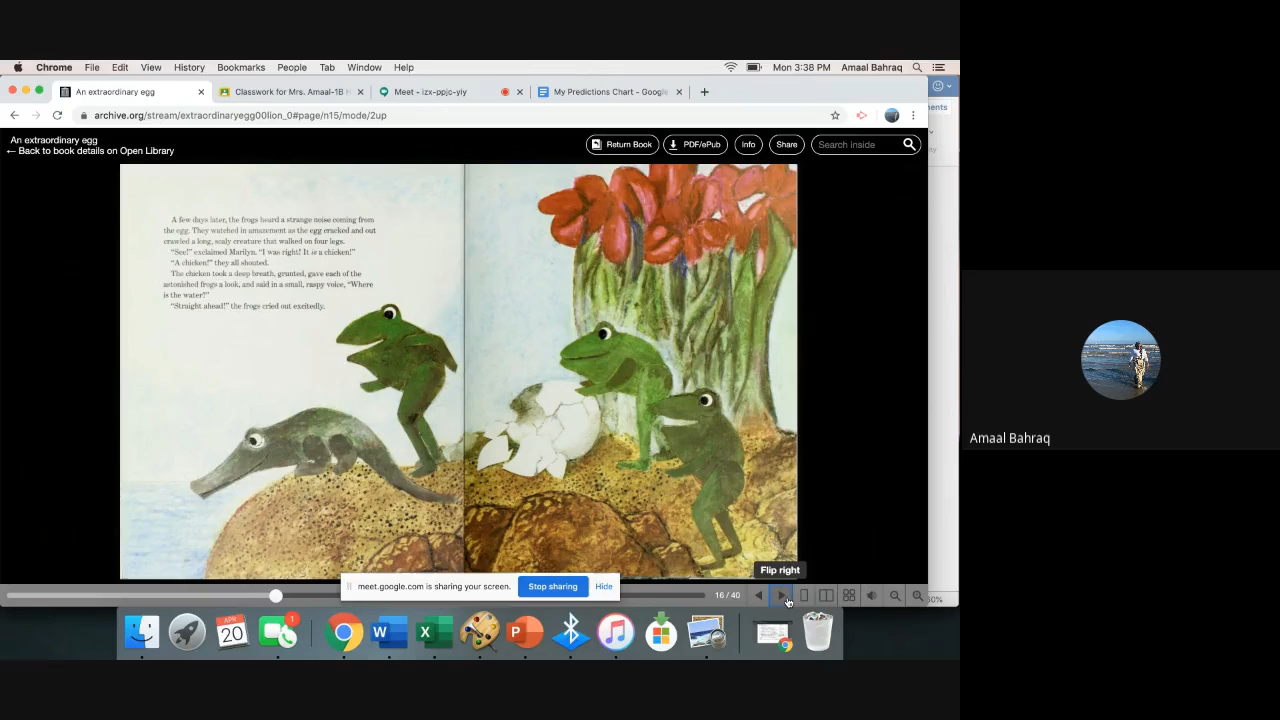 Chrome File Edit View History Bookmarks People Tab Window Help Mon 3:38 PM Amaal Bahraq
An extraordinary egg Classwork for Mrs. Amaal-1B H Meet - izx-ppjc-yiy My Predictions Chart - Google
archive.org/stream/extraordinaryegg00lion_0#page/n15/mode/2up
ents
An extraordinary egg
← Back to book details on Open Library
Return Book PDF/ePub Info Share Search inside
A few days later, the frogs heard a strange noise coming from
the egg. They watched in amazement as the egg cracked and out
crawled a long, scaly creature that walked on four legs.
"See!" exclaimed Marilyn. "I was right! It is a chicken!"
"A chicken!" they all shouted.
The chicken took a deep breath, grunted, gave each of the
astonished frogs a look, and said in a small, raspy voice, "Where
is the water?"
"Straight ahead!" the frogs cried out excitedly.
Amaal Bahraq
Flip right
meet.google.com is sharing your screen. Stop sharing Hide
16 / 40
APR
20
1
W X P